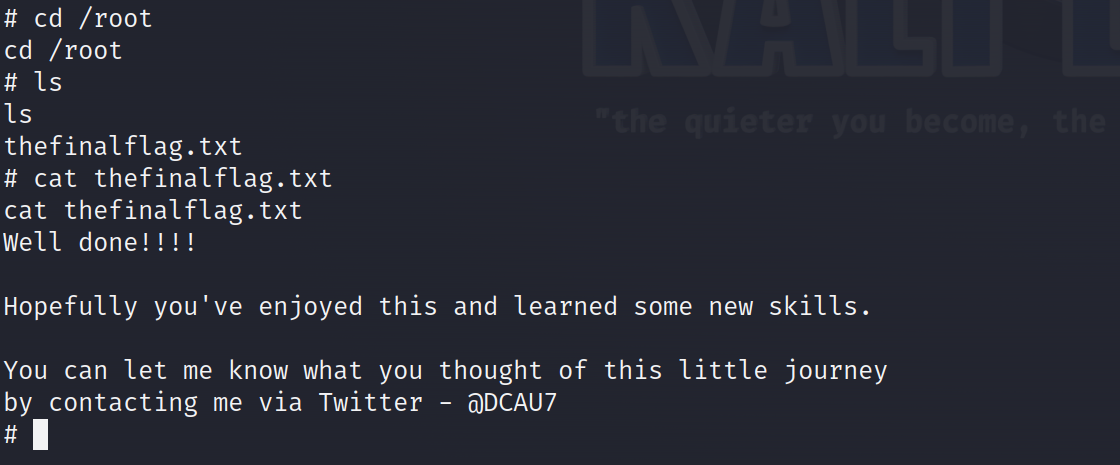 # cd /root
cd /root
# ls
ls
thefinalflag.txt
# cat thefinalflag.txt
cat thefinalflag.txt
Well done!!!!
Hopefully you've enjoyed this and learned some new skills.
You can let me know what you thought of this little journey
by contacting me via Twitter - @DCAU7
#
KALI
"the quieter you become, the